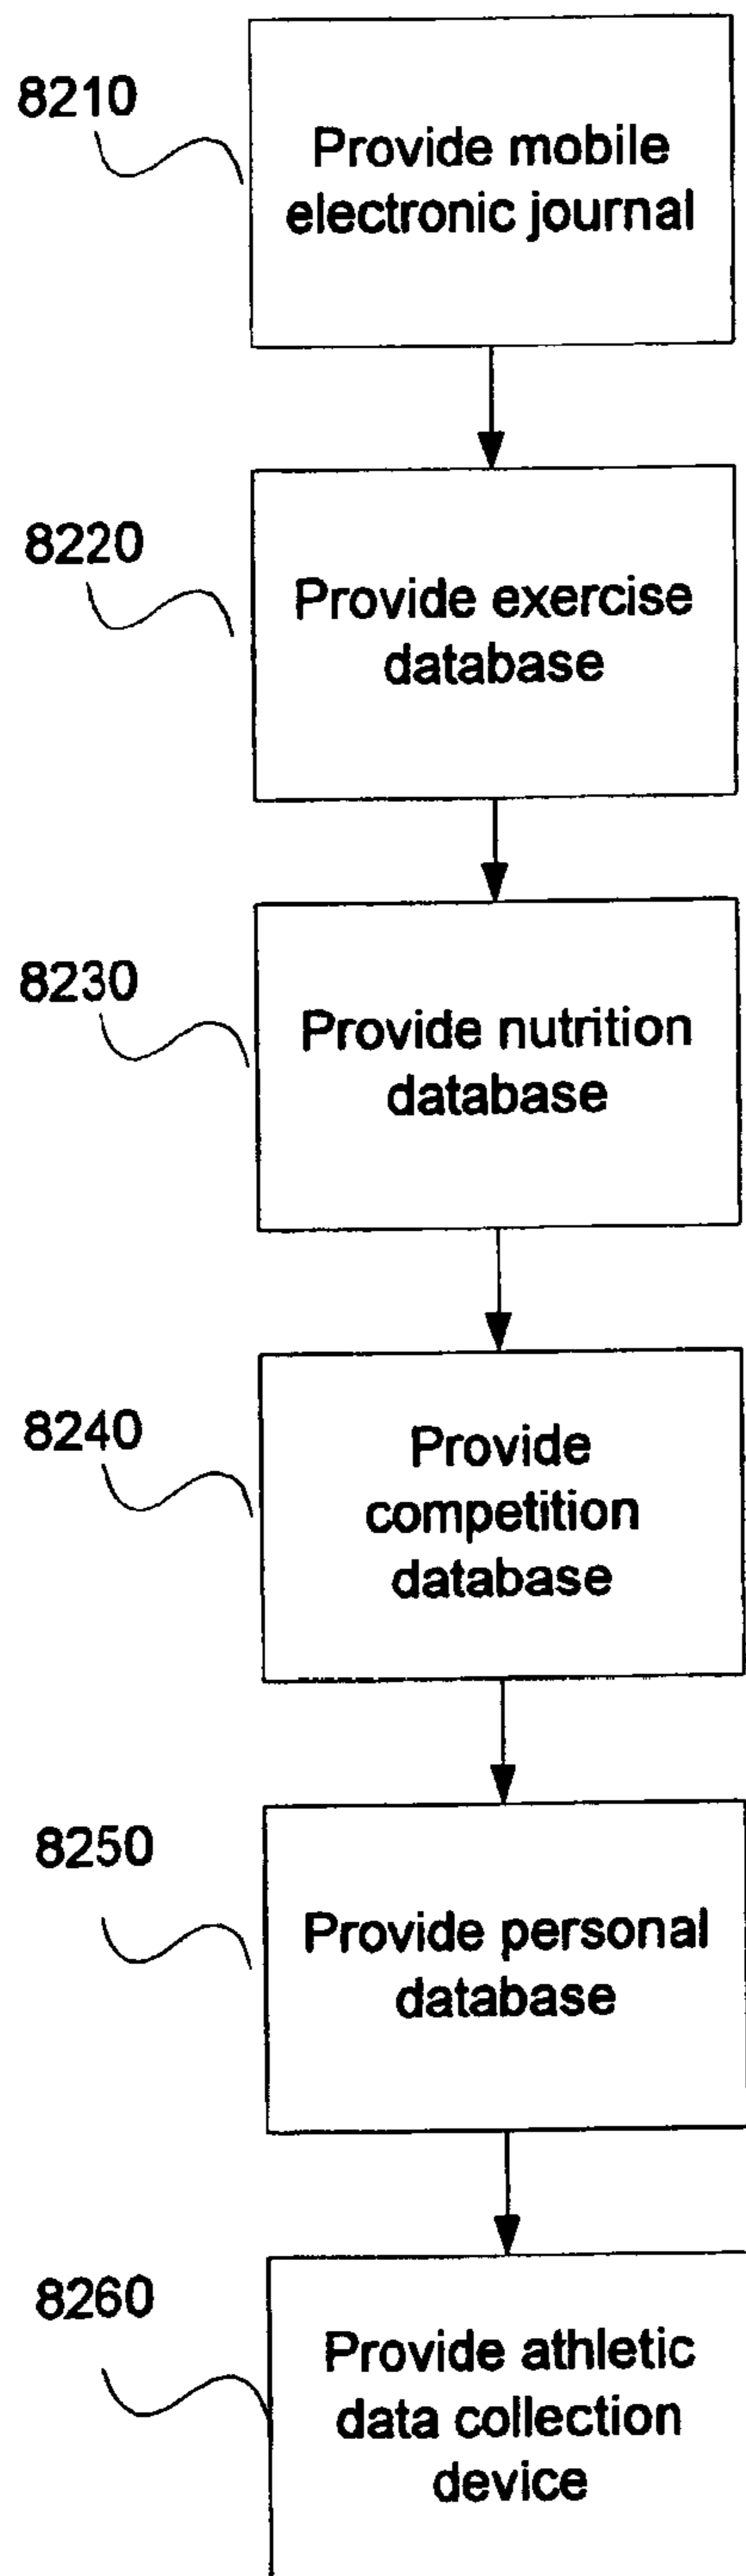 8210
Provide mobile
electronic journal
8220
Provide exercise
database
8230
Provide nutrition
database
8240
Provide
competition
database
8250
Provide personal
database
8260
Provide athletic
data collection
device